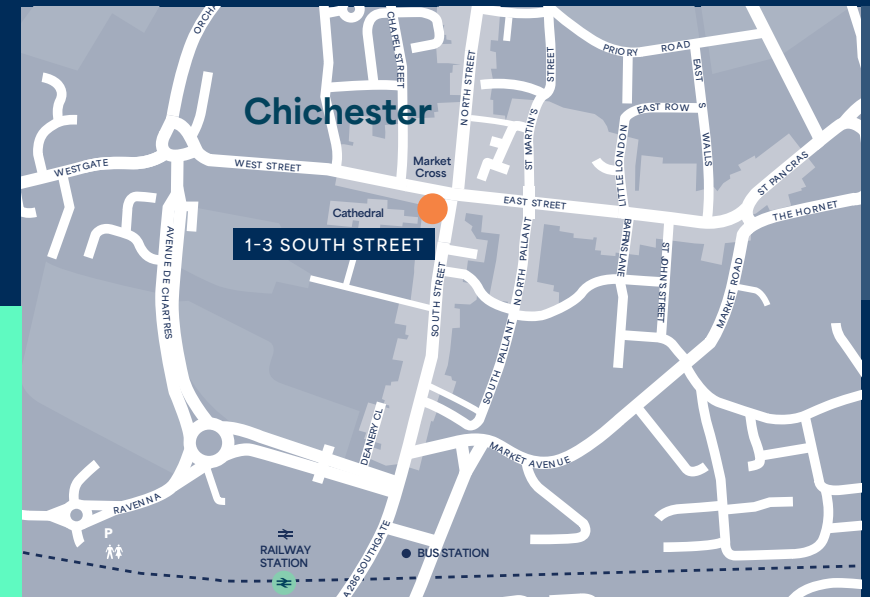 ORCHA
CHAPEL STREET
NORTH STREET
STREET
PRIORY ROAD
EAST
Chichester
EAST ROW
S
WALLS
ST MARTIN'S
LITTLE LONDON
Market
Cross
WESTGATE
WEST STREET
ST PANCRAS
EAST STREET
THE HORNET
Cathedral
1-3 SOUTH STREET
AVENUE DE CHARTRES
NORTH PALLANT
BAFFINS LANE
ST. JOHN'S STREET
MARKET ROAD
SOUTH STREET
SOUTH PALLANT
DEANERY CL
MARKET AVENUE
RAVENNA
P
A286 SOUTHGATE
RAILWAY
STATION
BUS STATION